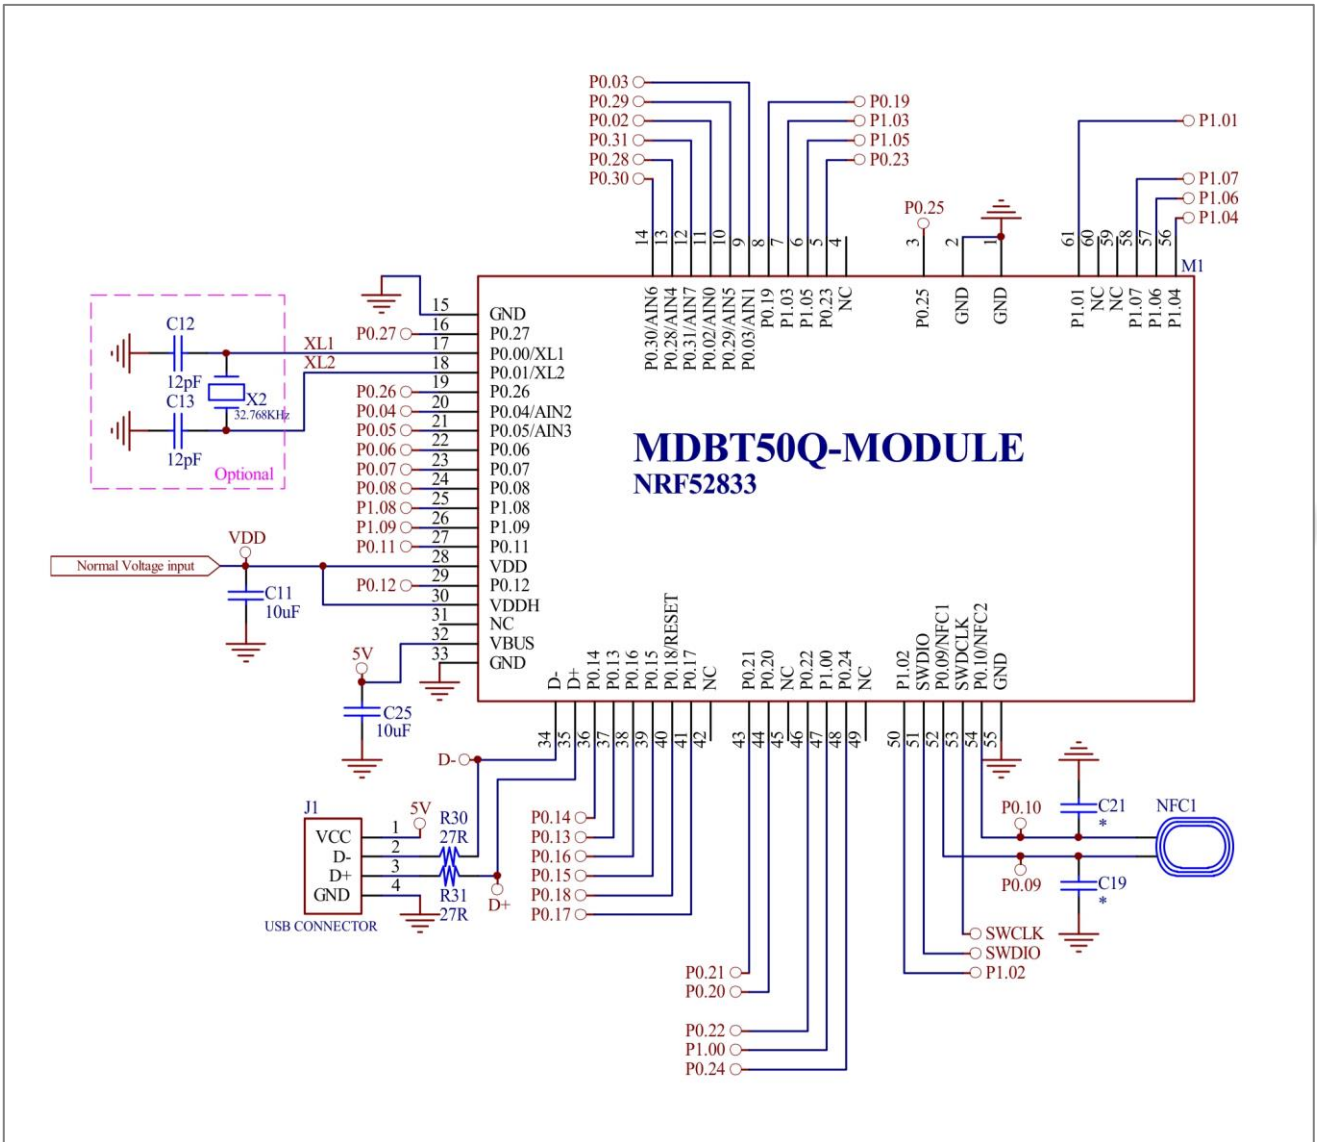 P0.03
P0.29
P0.02
P0.31
P0.28
P0.30
P0.19
P1.03
P1.05
P0.23
P1.01
P1.07
P1.06
P1.04
P0.25
14
13
12
11
10
9
8
7
6
5
4
3
2
1
61
60
59
58
57
56
M1
P0.30/AIN6
P0.28/AIN4
P0.31/AIN7
P0.02/AIN0
P0.29/AIN5
P0.03/AIN1
P0.19
P1.03
P1.05
P0.23
NC
P0.25
GND
GND
P1.01
NC
NC
P1.07
P1.06
P1.04
15 GND
P0.27 16 P0.27
XL1 17 P0.00/XL1
XL2 18 P0.01/XL2
P0.26 19 P0.26
P0.04 20 P0.04/AIN2
P0.05 21 P0.05/AIN3
P0.06 22 P0.06
P0.07 23 P0.07
P0.08 24 P0.08
P1.08 25 P1.08
P1.09 26 P1.09
P0.11 27 P0.11
28 VDD
P0.12 29 P0.12
30 VDDH
31 NC
32 VBUS
33 GND
C12
12pF
C13
12pF
X2
32.768KHz
Optional
MDBT50Q-MODULE
NRF52833
VDD
Normal Voltage input
C11
10uF
5V
C25
10uF
D-
D+
P0.14
P0.13
P0.16
P0.15
P0.18/RESET
P0.17
NC
P0.21
P0.20
NC
P0.22
P1.00
P0.24
NC
P1.02
SWDIO
P0.09/NFC1
SWDCLK
P0.10/NFC2
GND
34
35
36
37
38
39
40
41
42
43
44
45
46
47
48
49
50
51
52
53
54
55
D-
J1
VCC 1
D- 2
D+ 3
GND 4
USB CONNECTOR
5V
R30
27R
R31
27R
D+
P0.14
P0.13
P0.16
P0.15
P0.18
P0.17
P0.21
P0.20
P0.22
P1.00
P0.24
P0.10
P0.09
C21
*
C19
*
NFC1
SWCLK
SWDIO
P1.02